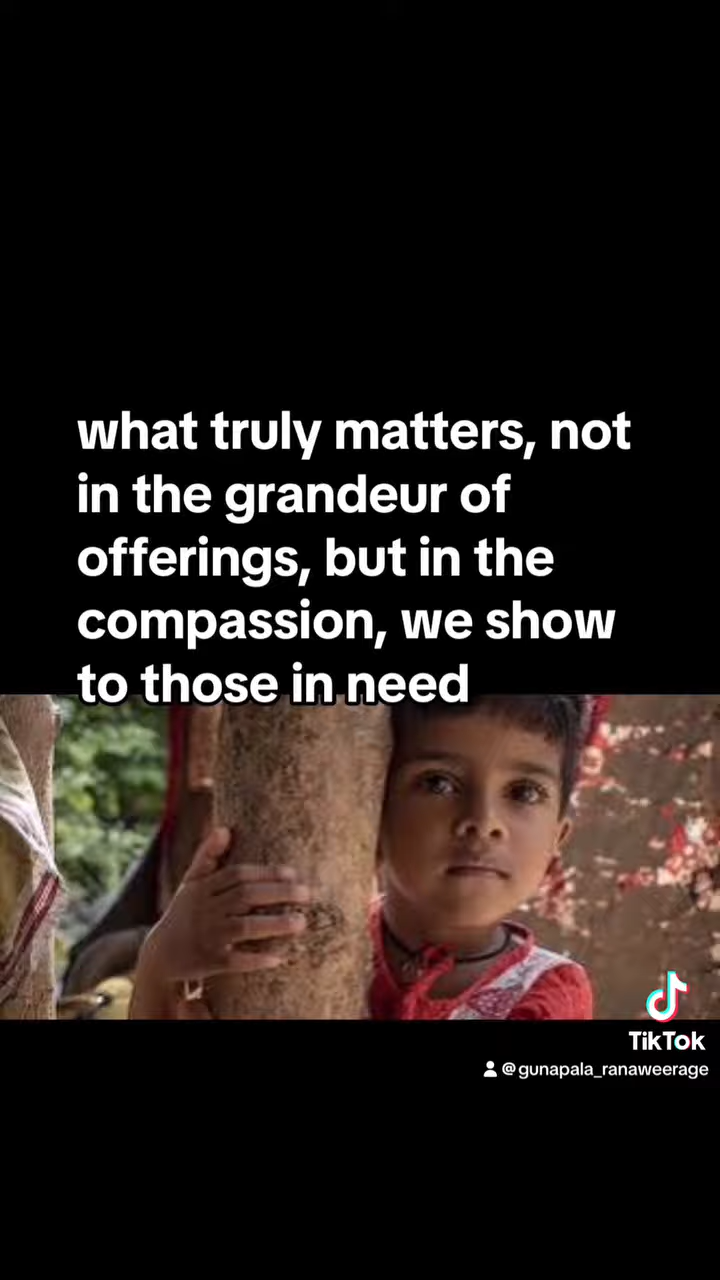 what truly matters, not
in the grandeur of
offerings, but in the
compassion, we show
to those in need
TikTok
@gunapala_ranaweerage